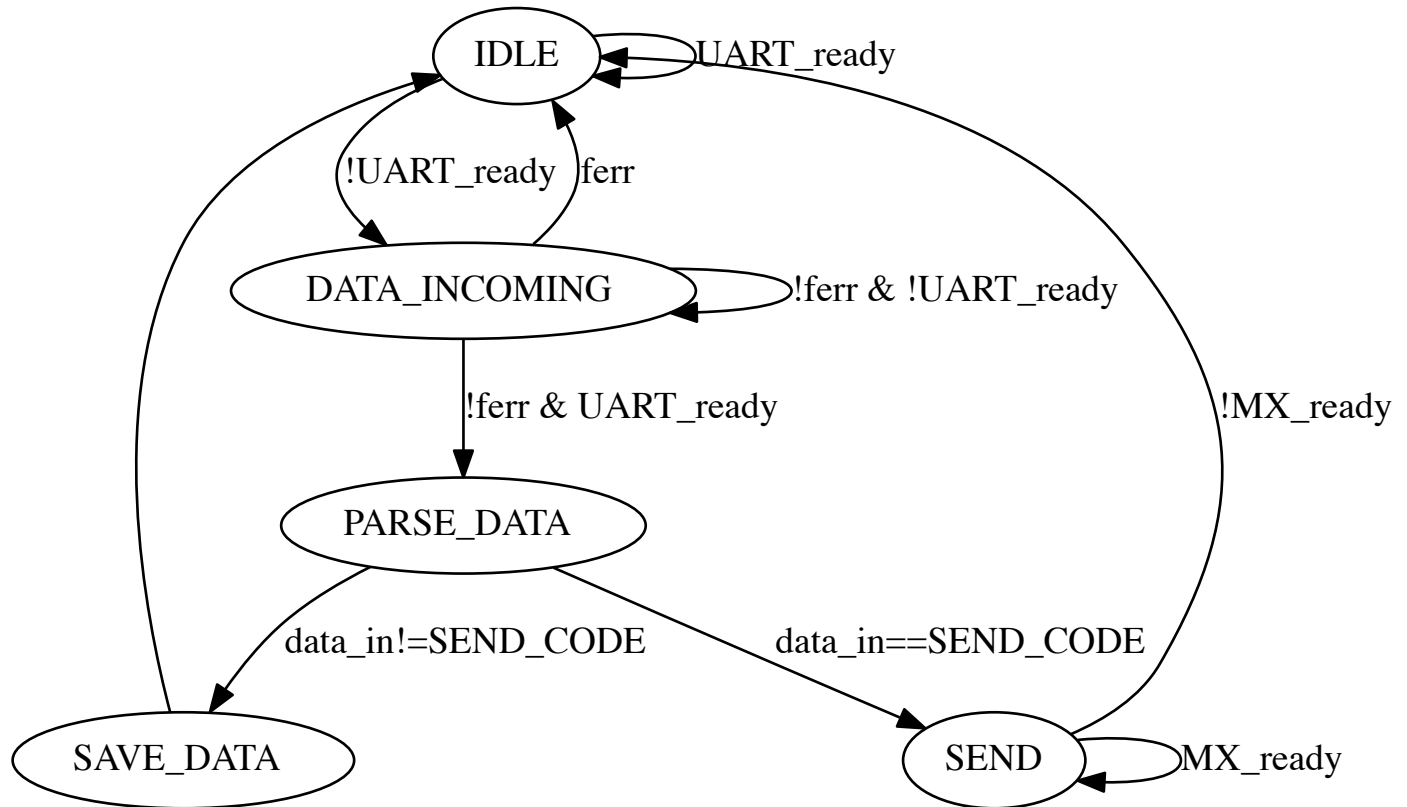 IDLE
UART_ready
!UART_ready
ferr
DATA_INCOMING
!ferr & !UART_ready
!ferr & UART_ready
!MX_ready
PARSE_DATA
data_in!=SEND_CODE
data_in==SEND_CODE
SAVE_DATA
SEND
MX_ready